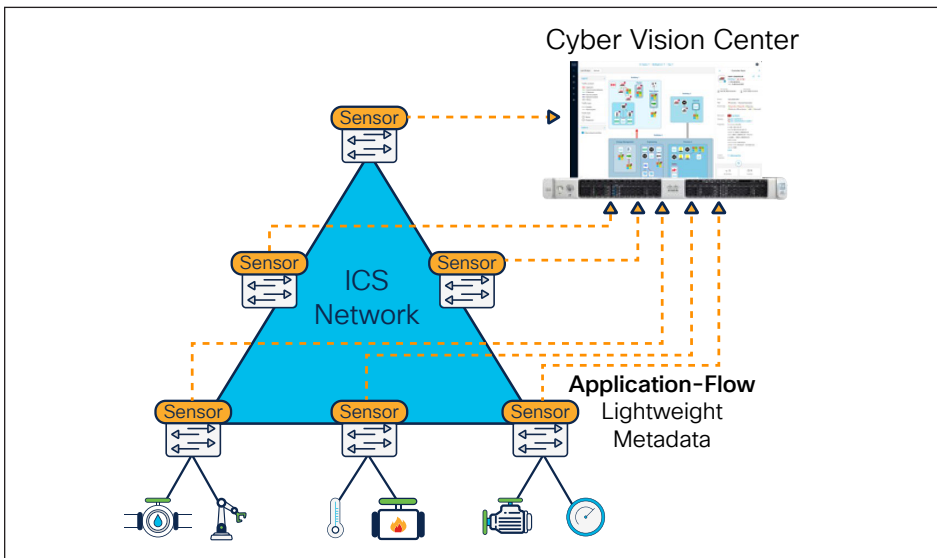 Cyber Vision Center
Sensor
Sensor
Sensor
ICS
Network
Application-Flow
Lightweight
Metadata
Sensor
Sensor
Sensor